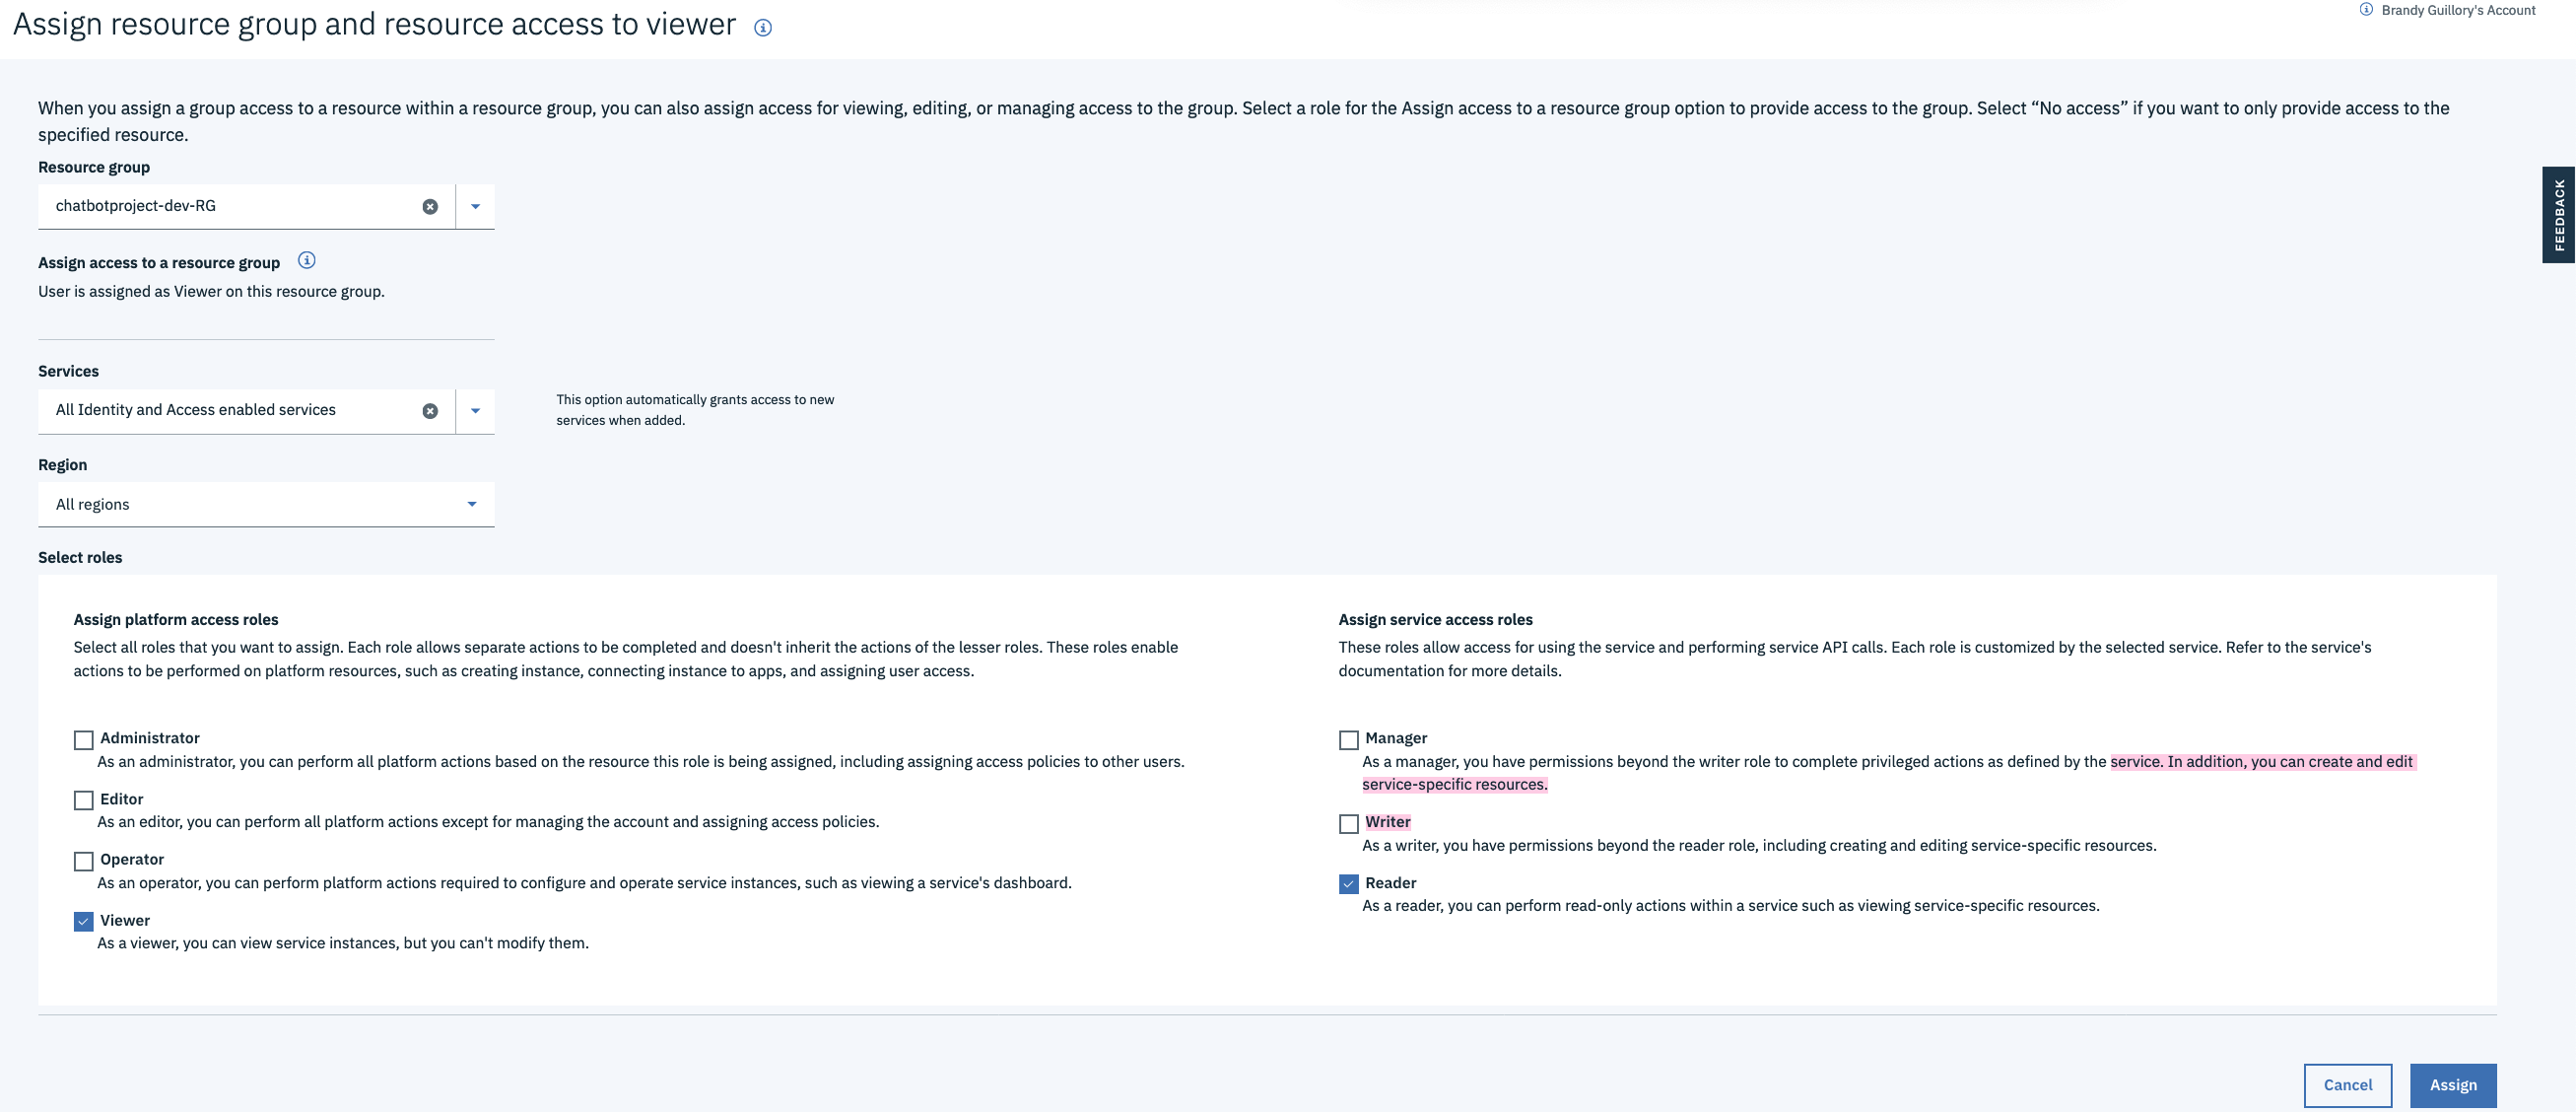 Assign resource group and resource access to viewer
Brandy Guillory's Account
When you assign a group access to a resource within a resource group, you can also assign access for viewing, editing, or managing access to the group. Select a role for the Assign access to a resource group option to provide access to the group. Select “No access” if you want to only provide access to the
specified resource.
Resource group
chatbotproject-dev-RG
FEEDBACK
Assign access to a resource group
User is assigned as Viewer on this resource group.
Services
All Identity and Access enabled services
This option automatically grants access to new
services when added.
Region
All regions
Select roles
Assign platform access roles
Select all roles that you want to assign. Each role allows separate actions to be completed and doesn't inherit the actions of the lesser roles. These roles enable
actions to be performed on platform resources, such as creating instance, connecting instance to apps, and assigning user access.
Administrator
As an administrator, you can perform all platform actions based on the resource this role is being assigned, including assigning access policies to other users.
Editor
As an editor, you can perform all platform actions except for managing the account and assigning access policies.
Operator
As an operator, you can perform platform actions required to configure and operate service instances, such as viewing a service's dashboard.
Viewer
As a viewer, you can view service instances, but you can't modify them.
Assign service access roles
These roles allow access for using the service and performing service API calls. Each role is customized by the selected service. Refer to the service's
documentation for more details.
Manager
As a manager, you have permissions beyond the writer role to complete privileged actions as defined by the service. In addition, you can create and edit
service-specific resources.
Writer
As a writer, you have permissions beyond the reader role, including creating and editing service-specific resources.
Reader
As a reader, you can perform read-only actions within a service such as viewing service-specific resources.
Cancel
Assign